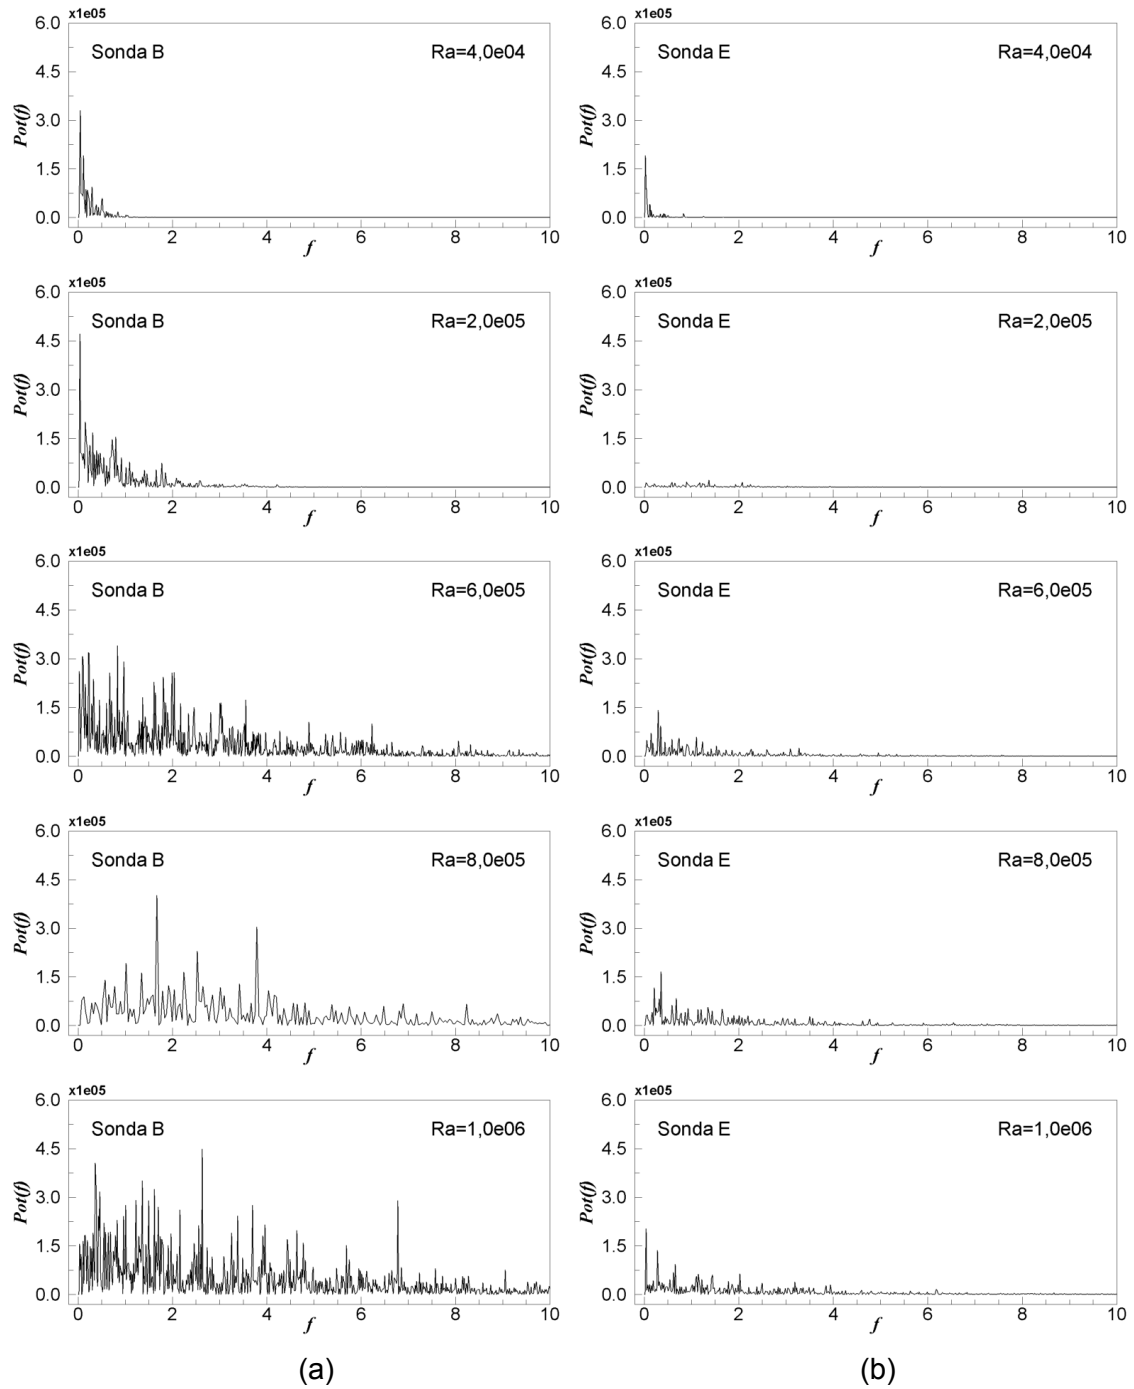 x1e05
6.0
Sonda B Ra=4,0e04
4.5
3.0
Pot(f)
1.5
0.0
0 2 4 6 8 10
f
x1e05
6.0
Sonda E Ra=4,0e04
4.5
3.0
Pot(f)
1.5
0.0
0 2 4 6 8 10
f
x1e05
6.0
Sonda B Ra=2,0e05
4.5
3.0
Pot(f)
1.5
0.0
0 2 4 6 8 10
f
x1e05
6.0
Sonda E Ra=2,0e05
4.5
3.0
Pot(f)
1.5
0.0
0 2 4 6 8 10
f
x1e05
6.0
Sonda B Ra=6,0e05
4.5
3.0
Pot(f)
1.5
0.0
0 2 4 6 8 10
f
x1e05
6.0
Sonda E Ra=6,0e05
4.5
3.0
Pot(f)
1.5
0.0
0 2 4 6 8 10
f
x1e05
6.0
Sonda B Ra=8,0e05
4.5
3.0
Pot(f)
1.5
0.0
0 2 4 6 8 10
f
x1e05
6.0
Sonda E Ra=8,0e05
4.5
3.0
Pot(f)
1.5
0.0
0 2 4 6 8 10
f
x1e05
6.0
Sonda B Ra=1,0e06
4.5
3.0
Pot(f)
1.5
0.0
0 2 4 6 8 10
f
x1e05
6.0
Sonda E Ra=1,0e06
4.5
3.0
Pot(f)
1.5
0.0
0 2 4 6 8 10
f
(a) (b)